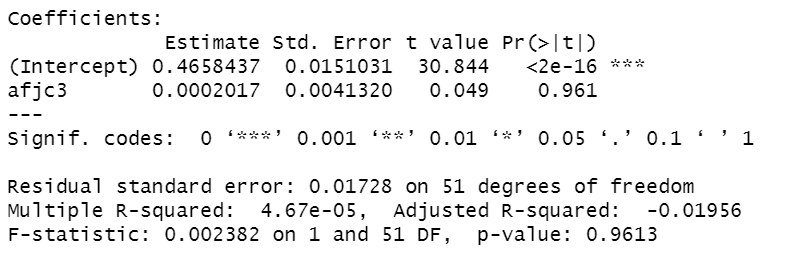 Coefficients:
Estimate Std. Error t value Pr(>|t|)
(Intercept) 0.4658437 0.0151031 30.844 <2e-16 ***
afjc3 0.0002017 0.0041320 0.049 0.961
---
Signif. codes: 0 ‘***’ 0.001 ‘**’ 0.01 ‘*’ 0.05 ‘.’ 0.1 ‘ ’ 1
Residual standard error: 0.01728 on 51 degrees of freedom
Multiple R-squared: 4.67e-05, Adjusted R-squared: -0.01956
F-statistic: 0.002382 on 1 and 51 DF, p-value: 0.9613